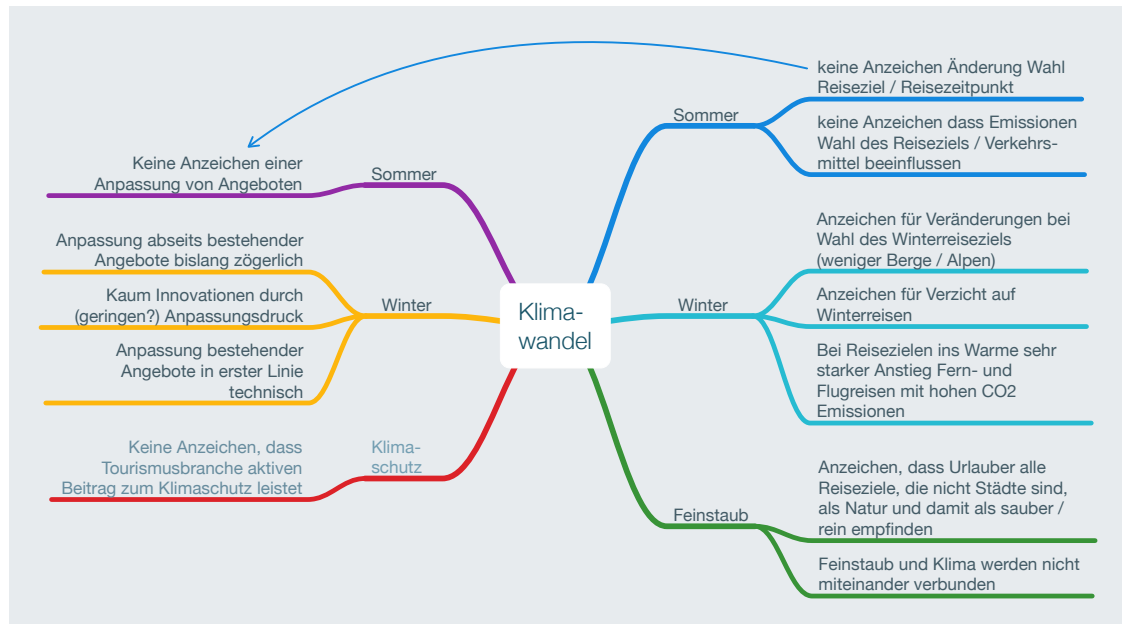 Klima-
wandel
Sommer
keine Anzeichen Änderung Wahl
Reiseziel / Reisezeitpunkt
keine Anzeichen dass Emissionen
Wahl des Reiseziels / Verkehrs-
mittel beeinflussen
Winter
Anzeichen für Veränderungen bei
Wahl des Winterreiseziels
(weniger Berge / Alpen)
Anzeichen für Verzicht auf
Winterreisen
Bei Reisezielen ins Warme sehr
starker Anstieg Fern- und
Flugreisen mit hohen CO2
Emissionen
Feinstaub
Anzeichen, dass Urlauber alle
Reiseziele, die nicht Städte sind,
als Natur und damit als sauber /
rein empfinden
Feinstaub und Klima werden nicht
miteinander verbunden
Sommer
Keine Anzeichen einer
Anpassung von Angeboten
Winter
Anpassung abseits bestehender
Angebote bislang zögerlich
Kaum Innovationen durch
(geringen?) Anpassungsdruck
Anpassung bestehender
Angebote in erster Linie
technisch
Klima-
schutz
Keine Anzeichen, dass
Tourismusbranche aktiven
Beitrag zum Klimaschutz leistet